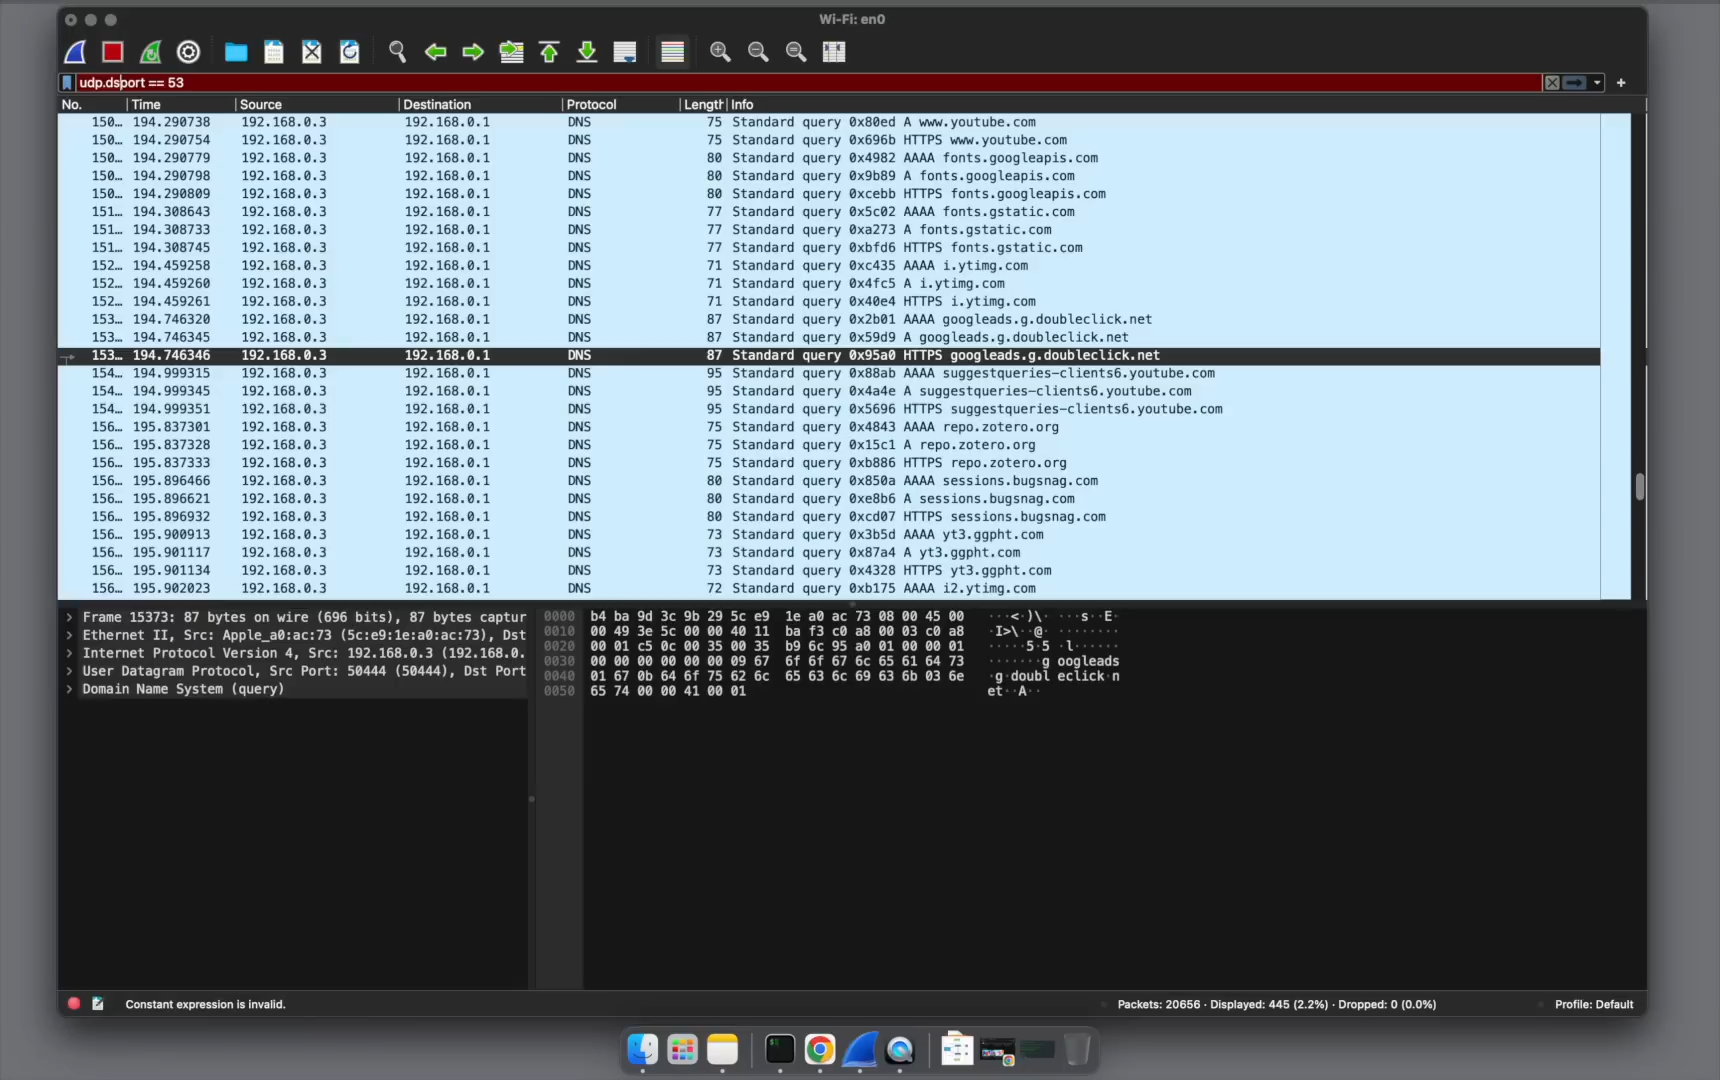 Wi-Fi: en0
udp.dsport == 53
No. Time Source Destination Protocol Length Info
150… 194.290738 192.168.0.3 192.168.0.1 DNS 75 Standard query 0x80ed A www.youtube.com
150… 194.290754 192.168.0.3 192.168.0.1 DNS 75 Standard query 0x696b HTTPS www.youtube.com
150… 194.290779 192.168.0.3 192.168.0.1 DNS 80 Standard query 0x4982 AAAA fonts.googleapis.com
150… 194.290798 192.168.0.3 192.168.0.1 DNS 80 Standard query 0x9b89 A fonts.googleapis.com
150… 194.290809 192.168.0.3 192.168.0.1 DNS 80 Standard query 0xcebb HTTPS fonts.googleapis.com
151… 194.308643 192.168.0.3 192.168.0.1 DNS 77 Standard query 0x5c02 AAAA fonts.gstatic.com
151… 194.308733 192.168.0.3 192.168.0.1 DNS 77 Standard query 0xa273 A fonts.gstatic.com
151… 194.308745 192.168.0.3 192.168.0.1 DNS 77 Standard query 0xbfd6 HTTPS fonts.gstatic.com
152… 194.459258 192.168.0.3 192.168.0.1 DNS 71 Standard query 0xc435 AAAA i.ytimg.com
152… 194.459260 192.168.0.3 192.168.0.1 DNS 71 Standard query 0x4fc5 A i.ytimg.com
152… 194.459261 192.168.0.3 192.168.0.1 DNS 71 Standard query 0x40e4 HTTPS i.ytimg.com
153… 194.746320 192.168.0.3 192.168.0.1 DNS 87 Standard query 0x2b01 AAAA googleads.g.doubleclick.net
153… 194.746345 192.168.0.3 192.168.0.1 DNS 87 Standard query 0x59d9 A googleads.g.doubleclick.net
153… 194.746346 192.168.0.3 192.168.0.1 DNS 87 Standard query 0x95a0 HTTPS googleads.g.doubleclick.net
154… 194.999315 192.168.0.3 192.168.0.1 DNS 95 Standard query 0x88ab AAAA suggestqueries-clients6.youtube.com
154… 194.999345 192.168.0.3 192.168.0.1 DNS 95 Standard query 0x4a4e A suggestqueries-clients6.youtube.com
154… 194.999351 192.168.0.3 192.168.0.1 DNS 95 Standard query 0x5696 HTTPS suggestqueries-clients6.youtube.com
156… 195.837301 192.168.0.3 192.168.0.1 DNS 75 Standard query 0x4843 AAAA repo.zotero.org
156… 195.837328 192.168.0.3 192.168.0.1 DNS 75 Standard query 0x15c1 A repo.zotero.org
156… 195.837333 192.168.0.3 192.168.0.1 DNS 75 Standard query 0xb886 HTTPS repo.zotero.org
156… 195.896466 192.168.0.3 192.168.0.1 DNS 80 Standard query 0x850a AAAA sessions.bugsnag.com
156… 195.896621 192.168.0.3 192.168.0.1 DNS 80 Standard query 0xe8b6 A sessions.bugsnag.com
156… 195.896932 192.168.0.3 192.168.0.1 DNS 80 Standard query 0xcd07 HTTPS sessions.bugsnag.com
156… 195.900913 192.168.0.3 192.168.0.1 DNS 73 Standard query 0x3b5d AAAA yt3.ggpht.com
156… 195.901117 192.168.0.3 192.168.0.1 DNS 73 Standard query 0x87a4 A yt3.ggpht.com
156… 195.901134 192.168.0.3 192.168.0.1 DNS 73 Standard query 0x4328 HTTPS yt3.ggpht.com
156… 195.902023 192.168.0.3 192.168.0.1 DNS 72 Standard query 0xb175 AAAA i2.ytimg.com
Frame 15373: 87 bytes on wire (696 bits), 87 bytes captur
Ethernet II, Src: Apple_a0:ac:73 (5c:e9:1e:a0:ac:73), Dst
Internet Protocol Version 4, Src: 192.168.0.3 (192.168.0.
User Datagram Protocol, Src Port: 50444 (50444), Dst Port
Domain Name System (query)
0000 b4 ba 9d 3c 9b 29 5c e9 1e a0 ac 73 08 00 45 00 ···<·)\· ···s··E·
0010 00 49 3e 5c 00 00 40 11 ba f3 c0 a8 00 03 c0 a8 ·I>\··@· ········
0020 00 01 c5 0c 00 35 00 35 b9 6c 95 a0 01 00 00 01 ·····5·5 ·l······
0030 00 00 00 00 00 00 09 67 6f 6f 67 6c 65 61 64 73 ·······g oogleads
0040 01 67 0b 64 6f 75 62 6c 65 63 6c 69 63 6b 03 6e ·g·doubl eclick·n
0050 65 74 00 00 41 00 01 et··A··
Constant expression is invalid.
Packets: 20656 · Displayed: 445 (2.2%) · Dropped: 0 (0.0%)
Profile: Default